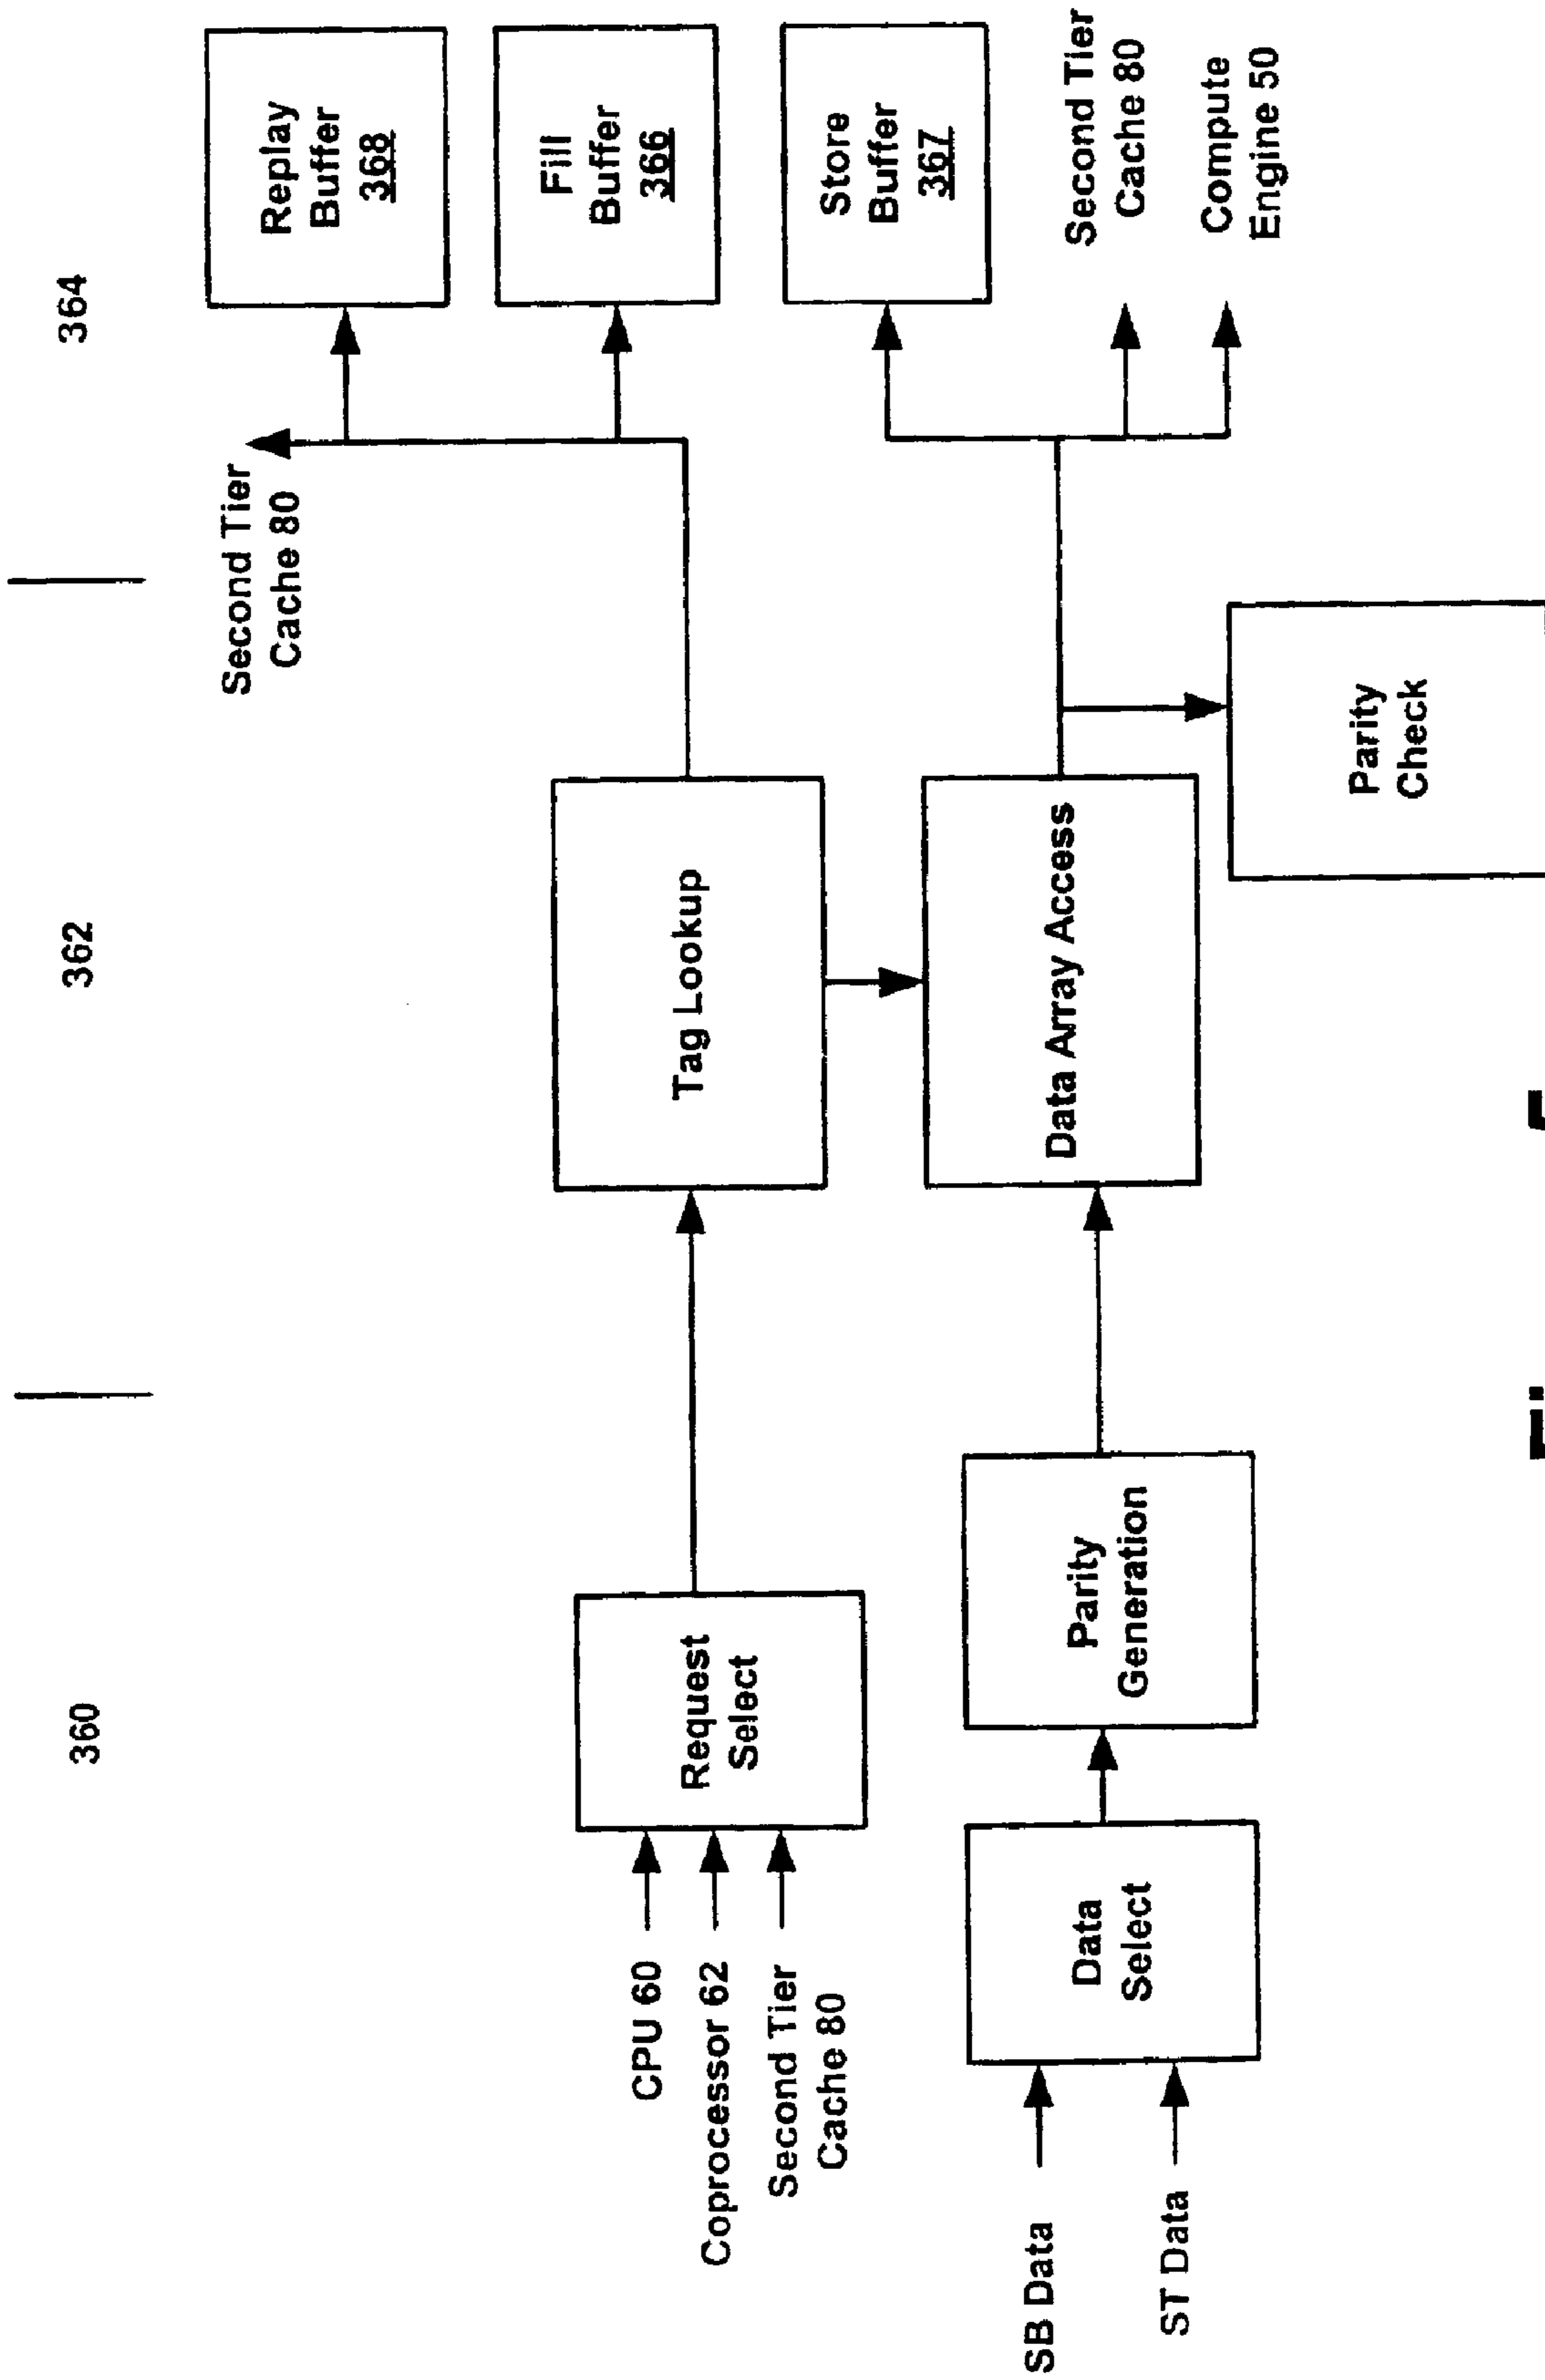 360
362
364
Second Tier
Cache 80
Replay
Buffer
368
Fill
Buffer
366
CPU 60
Coprocessor 62
Second Tier
Cache 80
Request
Select
Tag Lookup
Store
Buffer
367
SB Data
ST Data
Data
Select
Parity
Generation
Data Array Access
Second Tier
Cache 80
Compute
Engine 50
Parity
Check